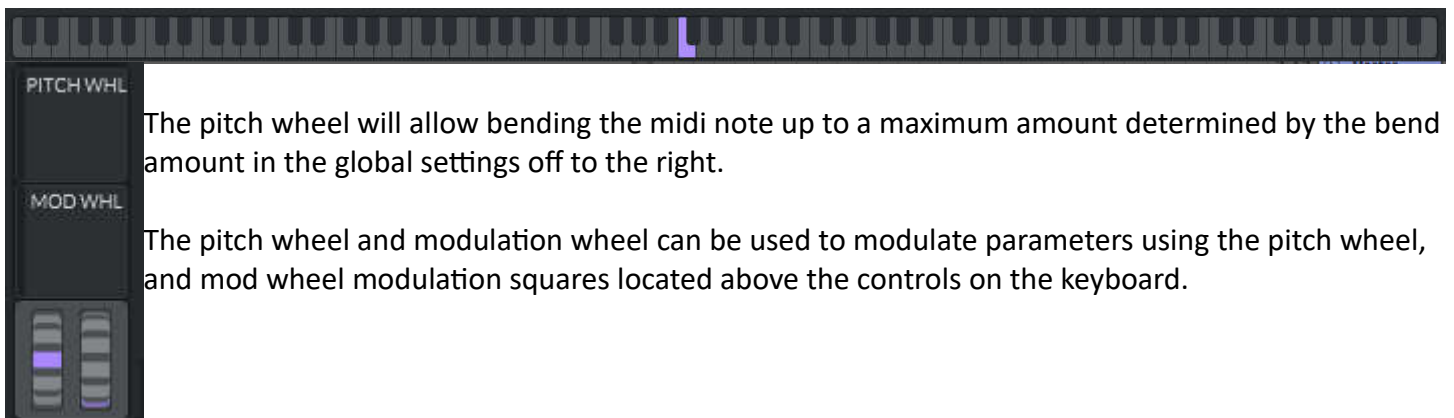 PITCH WHL
The pitch wheel will allow bending the midi note up to a maximum amount determined by the bend
amount in the global settings off to the right.
MOD WHL
The pitch wheel and modulation wheel can be used to modulate parameters using the pitch wheel,
and mod wheel modulation squares located above the controls on the keyboard.